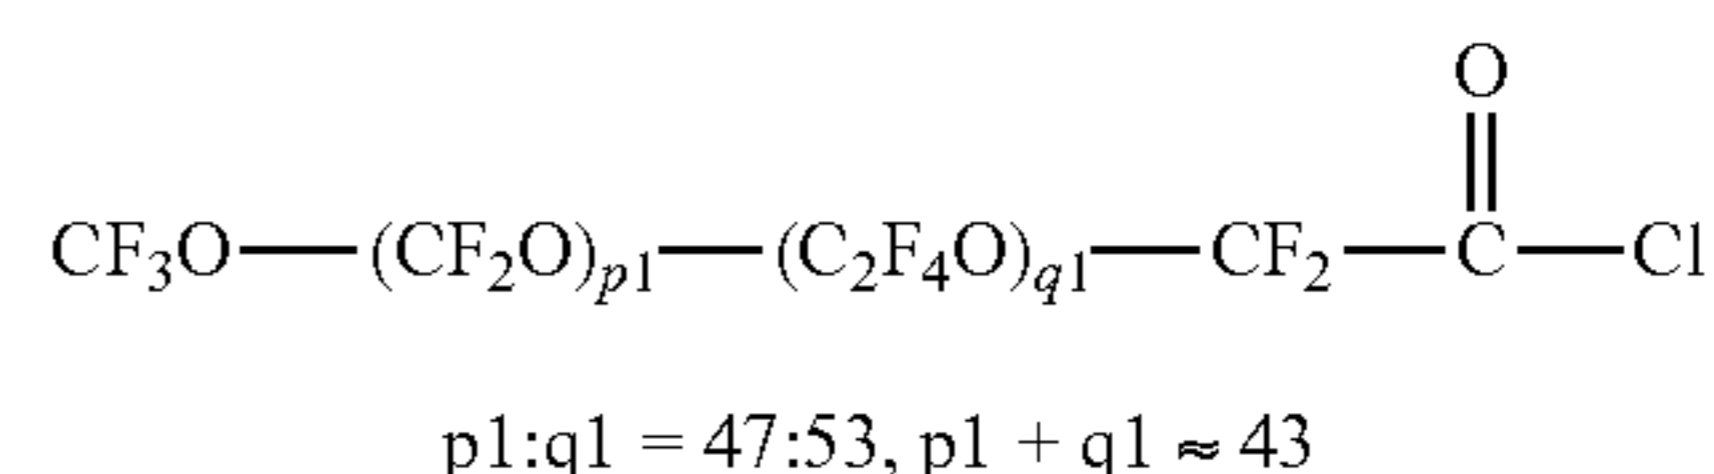 O
CF₃O—(CF₂O)ₚ₁—(C₂F₄O)q1—CF₂—C—Cl
p1:q1 = 47:53, p1 + q1 ≈ 43